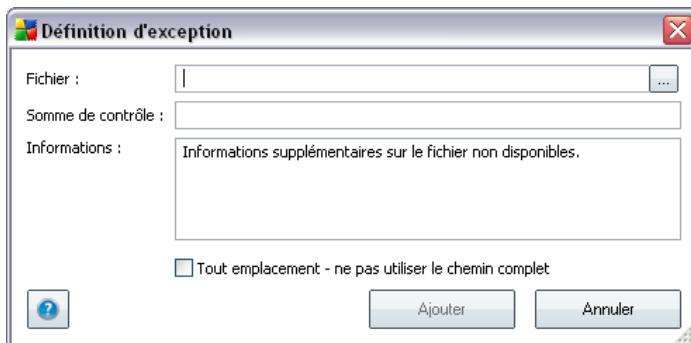 Définition d'exception
Fichier :
...
Somme de contrôle :
Informations :
Informations supplémentaires sur le fichier non disponibles.
Tout emplacement - ne pas utiliser le chemin complet
?
Ajouter
Annuler